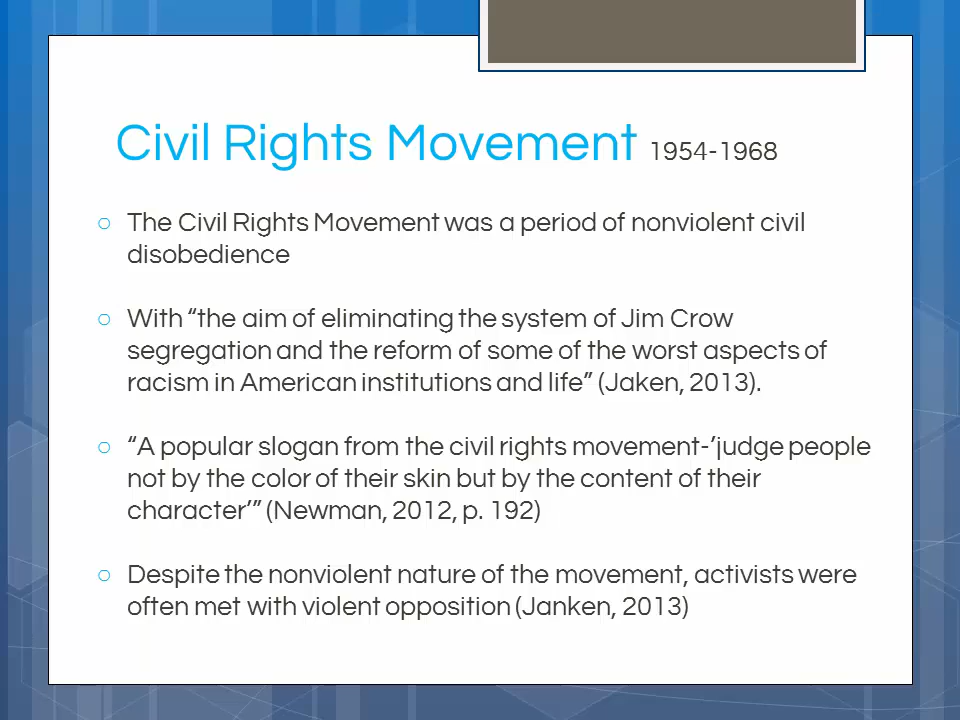 Civil Rights Movement 1954-1968
○ The Civil Rights Movement was a period of nonviolent civil
disobedience
○ With “the aim of eliminating the system of Jim Crow
segregation and the reform of some of the worst aspects of
racism in American institutions and life” (Jaken, 2013).
○ “A popular slogan from the civil rights movement-’judge people
not by the color of their skin but by the content of their
character’” (Newman, 2012, p. 192)
○ Despite the nonviolent nature of the movement, activists were
often met with violent opposition (Janken, 2013)